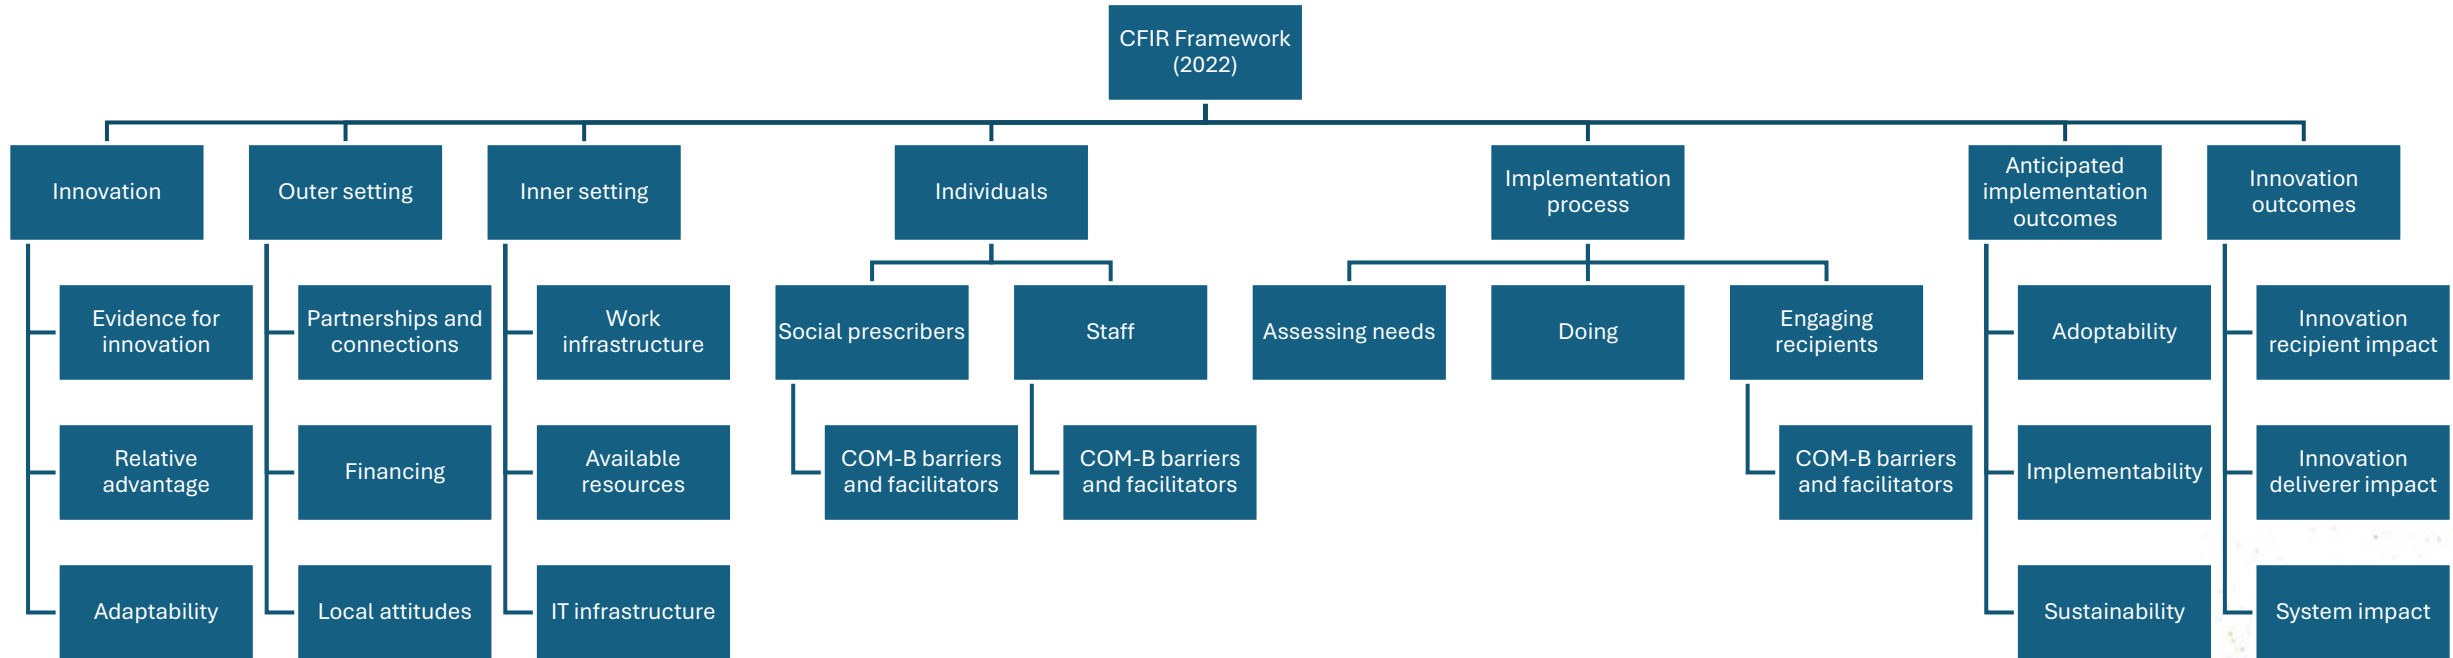 CFIR Framework
(2022)
Innovation
Outer setting
Inner setting
Individuals
Implementation
process
Anticipated
implementation
outcomes
Innovation
outcomes
Evidence for
innovation
Partnerships and
connections
Work
infrastructure
Social prescribers
Staff
Assessing needs
Doing
Engaging
recipients
Adoptability
Innovation
recipient impact
Relative
advantage
Financing
Available
resources
COM-B barriers
and facilitators
COM-B barriers
and facilitators
COM-B barriers
and facilitators
Implementability
Innovation
deliverer impact
Adaptability
Local attitudes
IT infrastructure
Sustainability
System impact